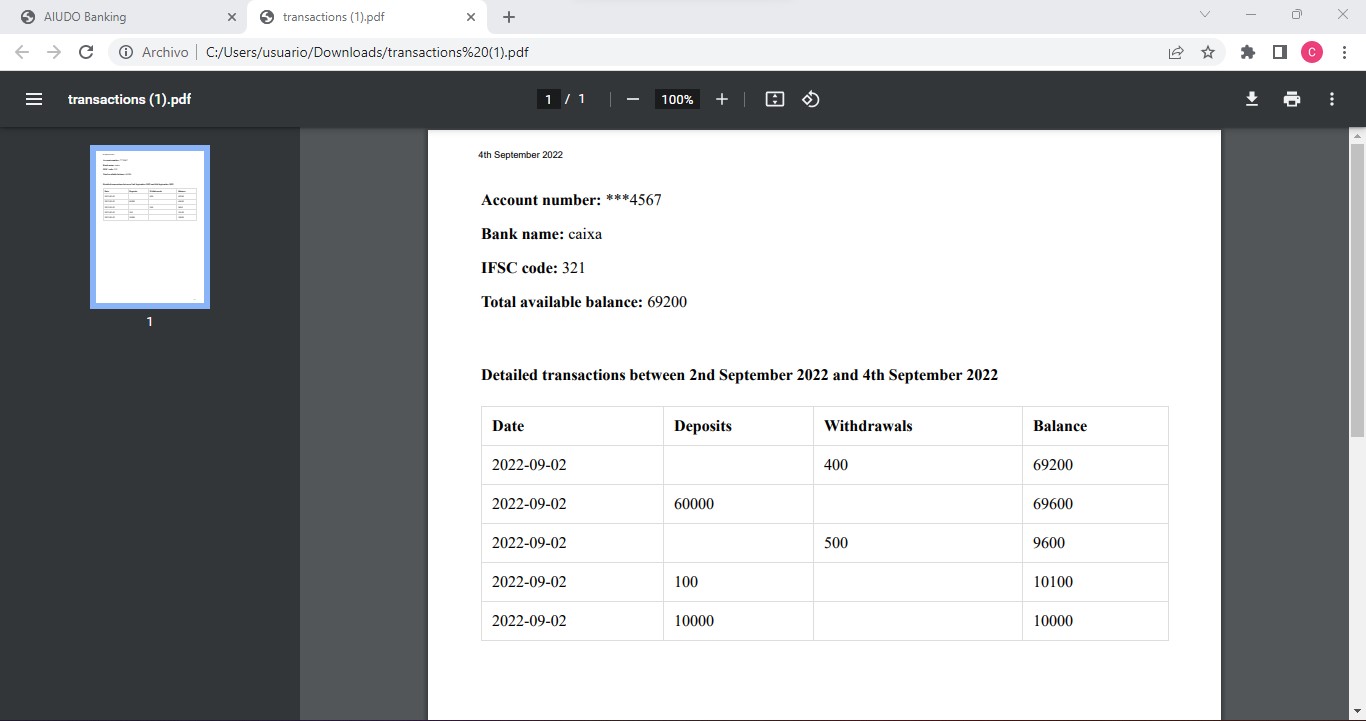 AIUDO Banking
transactions (1).pdf
Archivo
C:/Users/usuario/Downloads/transactions%20(1).pdf
C
transactions (1).pdf
1 / 1
100%
1
4th September 2022
Account number: ***4567
Bank name: caixa
IFSC code: 321
Total available balance: 69200
Detailed transactions between 2nd September 2022 and 4th September 2022
Date Deposits Withdrawals Balance
2022-09-02 400 69200
2022-09-02 60000 69600
2022-09-02 500 9600
2022-09-02 100 10100
2022-09-02 10000 10000